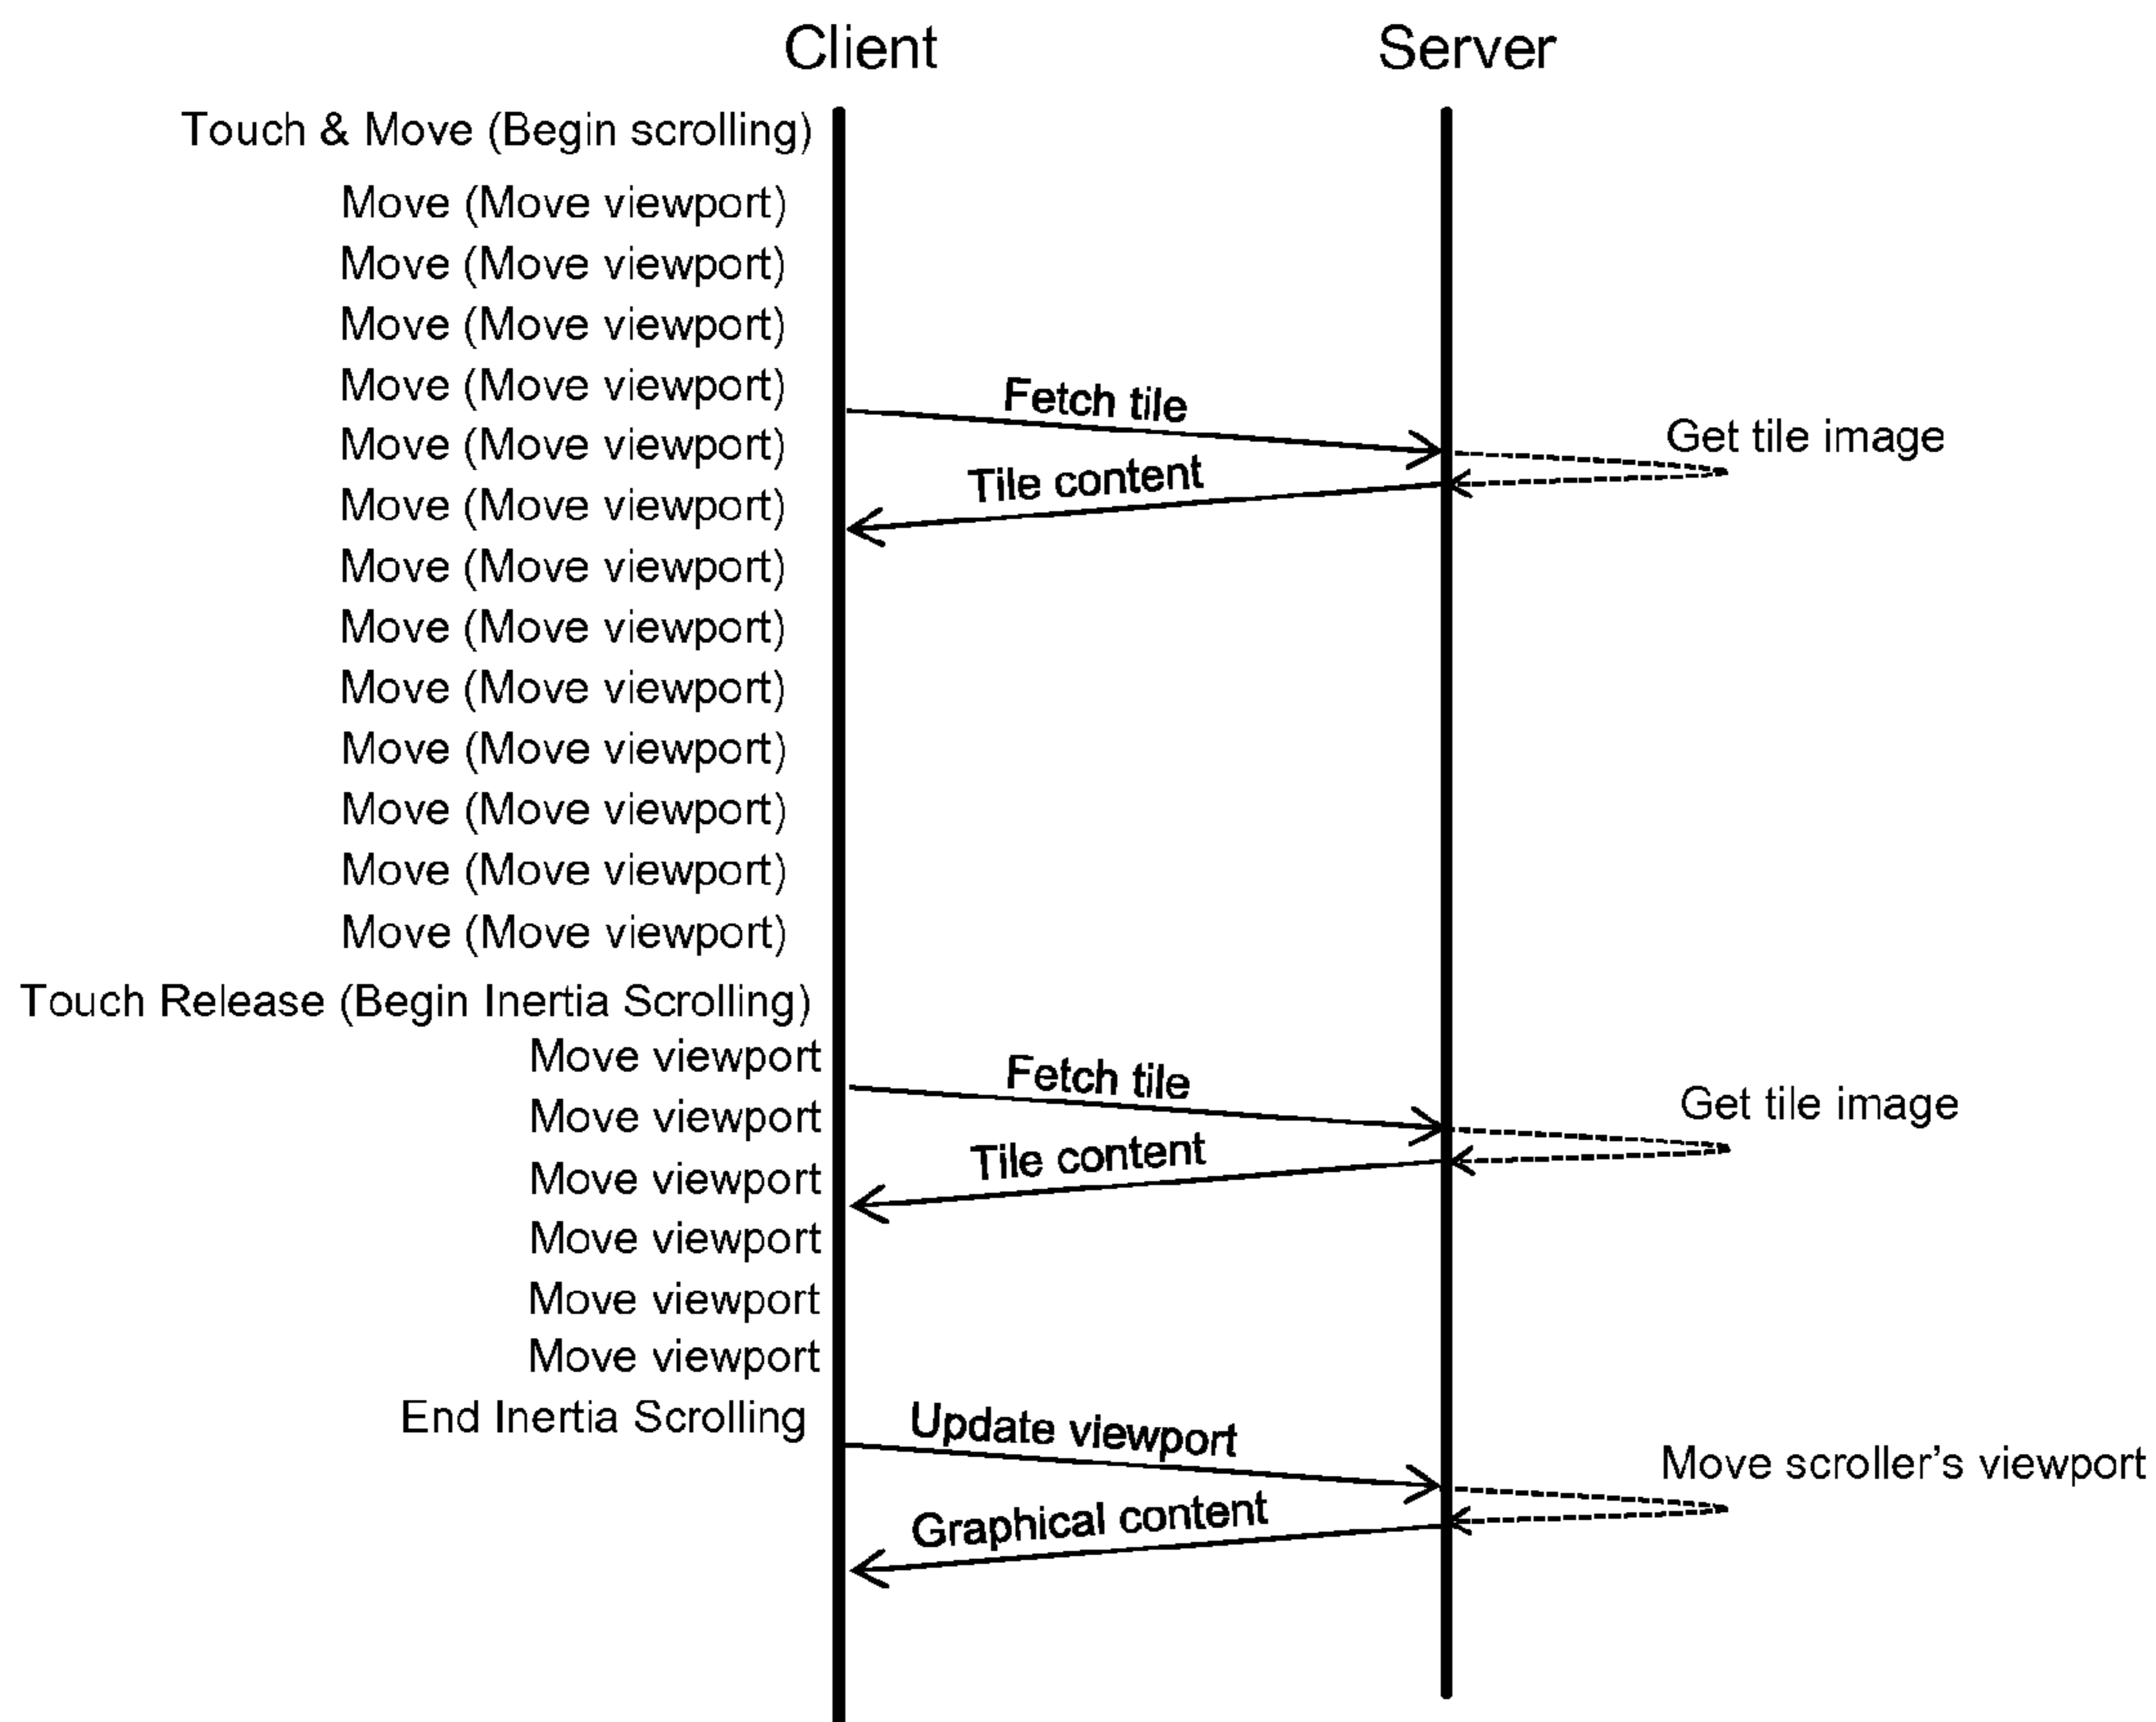 Client
Server
Touch & Move (Begin scrolling)
Move (Move viewport)
Move (Move viewport)
Move (Move viewport)
Move (Move viewport)
Fetch tile
Get tile image
Move (Move viewport)
Tile content
Move (Move viewport)
Move (Move viewport)
Move (Move viewport)
Move (Move viewport)
Move (Move viewport)
Move (Move viewport)
Move (Move viewport)
Move (Move viewport)
Touch Release (Begin Inertia Scrolling)
Move viewport
Fetch tile
Get tile image
Move viewport
Tile content
Move viewport
Move viewport
Move viewport
Move viewport
End Inertia Scrolling
Update viewport
Move scroller's viewport
Graphical content